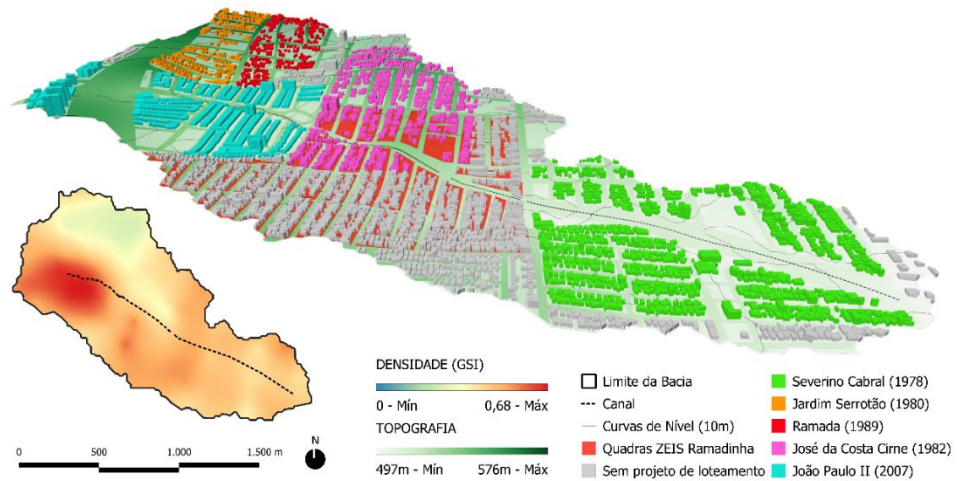 DENSIDADE (GSI)
0 - Mín
0,68 - Máx
TOPOGRAFIA
497m - Mín
576m - Máx
0
500
1.000
1.500 m
N
Limite da Bacia
Canal
Curvas de Nível (10m)
Quadras ZEIS Ramadinha
Sem projeto de loteamento
Severino Cabral (1978)
Jardim Serrotão (1980)
Ramada (1989)
José da Costa Cirne (1982)
João Paulo II (2007)